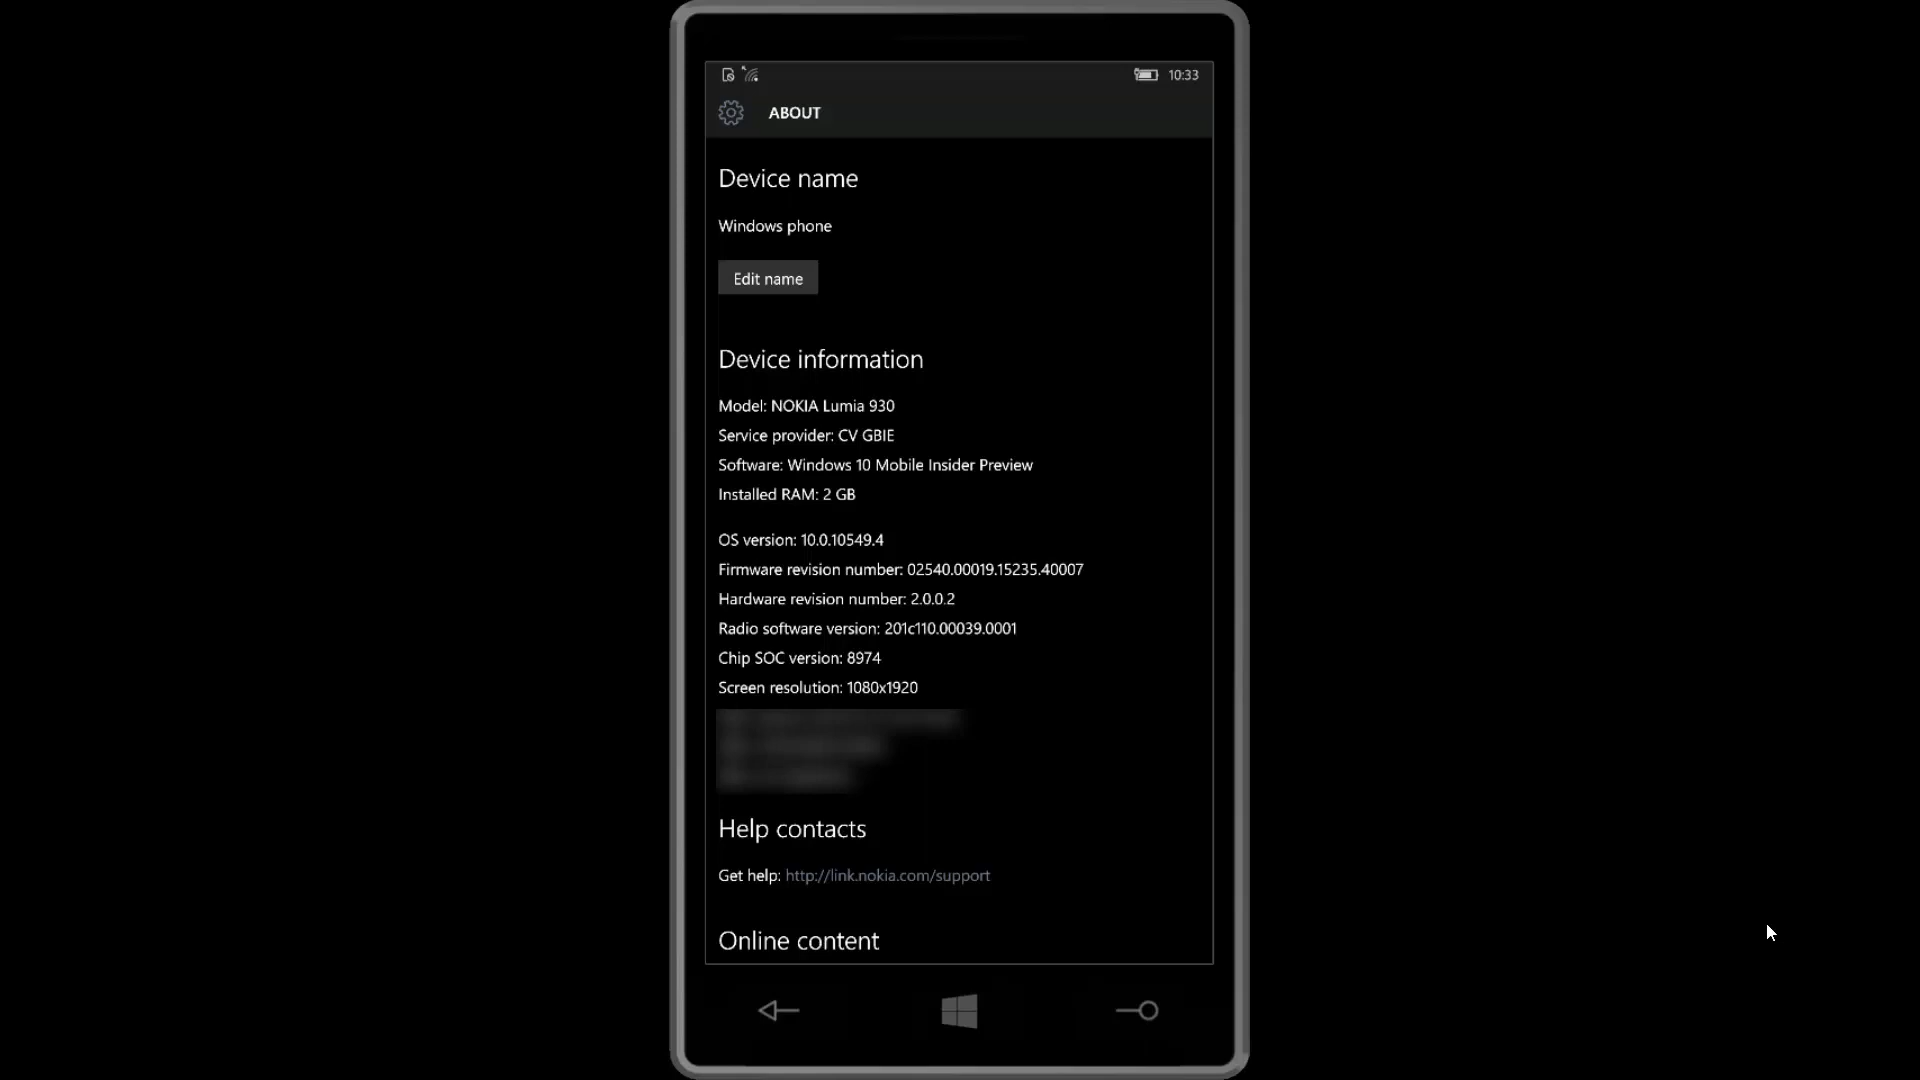 10:33
ABOUT
Device name
Windows phone
Edit name
Device information
Model: NOKIA Lumia 930
Service provider: CV GBIE
Software: Windows 10 Mobile Insider Preview
Installed RAM: 2 GB
OS version: 10.0.10549.4
Firmware revision number: 02540.00019.15235.40007
Hardware revision number: 2.0.0.2
Radio software version: 201c110.00039.0001
Chip SOC version: 8974
Screen resolution: 1080x1920
Help contacts
Get help: http://link.nokia.com/support
Online content